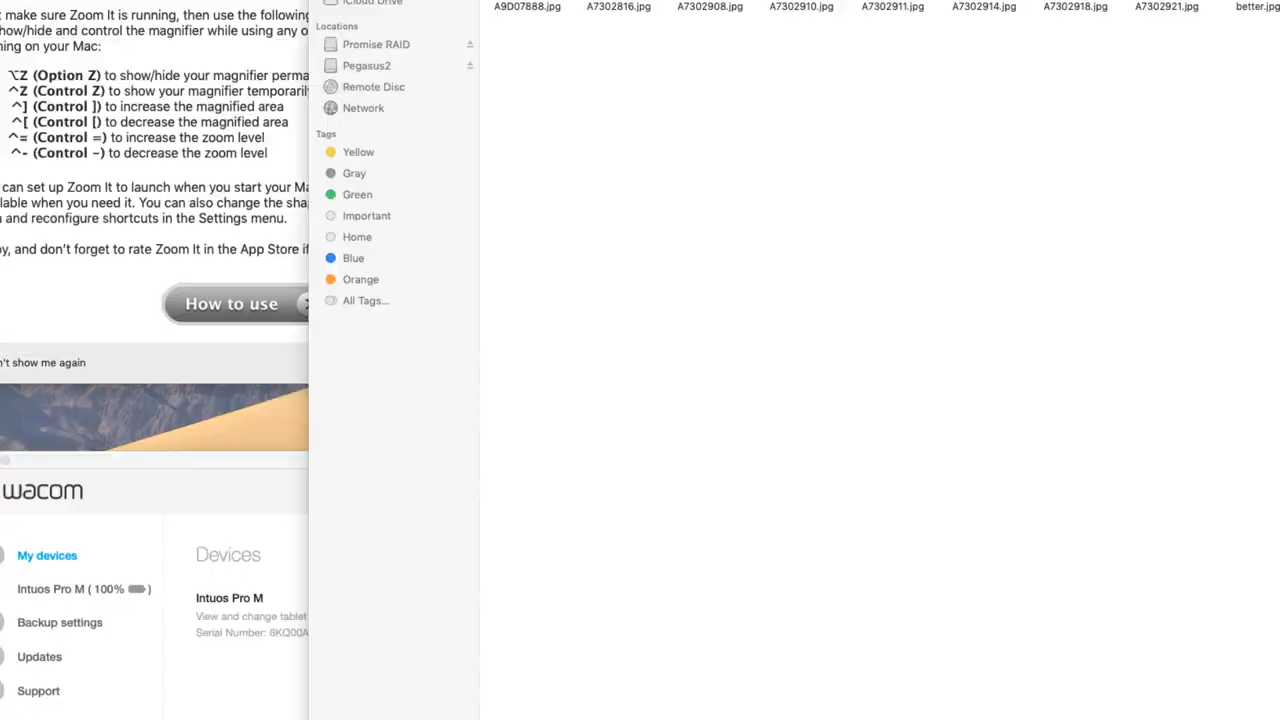 make sure Zoom It is running, then use the following
how/hide and control the magnifier while using any o
ning on your Mac:
⌥Z (Option Z) to show/hide your magnifier perma
^Z (Control Z) to show your magnifier temporaril
^] (Control ]) to increase the magnified area
^[ (Control [) to decrease the magnified area
^= (Control =) to increase the zoom level
^- (Control –) to decrease the zoom level
can set up Zoom It to launch when you start your Ma
lable when you need it. You can also change the sha
and reconfigure shortcuts in the Settings menu.
y, and don't forget to rate Zoom It in the App Store if
How to use
n't show me again
wacom
My devices
Intuos Pro M ( 100% )
Backup settings
Updates
Support
Devices
Intuos Pro M
View and change tablet
Serial Number: 6KQ00A
iCloud Drive
Locations
Promise RAID
Pegasus2
Remote Disc
Network
Tags
Yellow
Gray
Green
Important
Home
Blue
Orange
All Tags...
A9D07888.jpg A7302816.jpg A7302908.jpg A7302910.jpg A7302911.jpg A7302914.jpg A7302918.jpg A7302921.jpg better.jpg